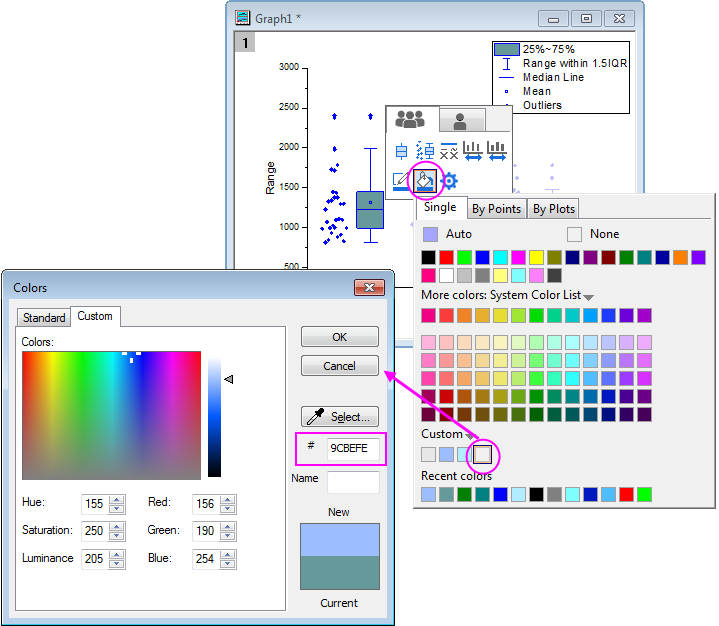 Graph1 *
1
25%~75%
Range within 1.5IQR
Median Line
Mean
Outliers
3000
2500
2000
1500
1000
500
Range
Single By Points By Plots
Auto None
More colors: System Color List
Custom
Recent colors
Colors
Standard Custom
Colors:
OK
Cancel
Select...
# 9CBEFE
Name
Hue: 155 Red: 156
Saturation: 250 Green: 190
Luminance 205 Blue: 254
New
Current